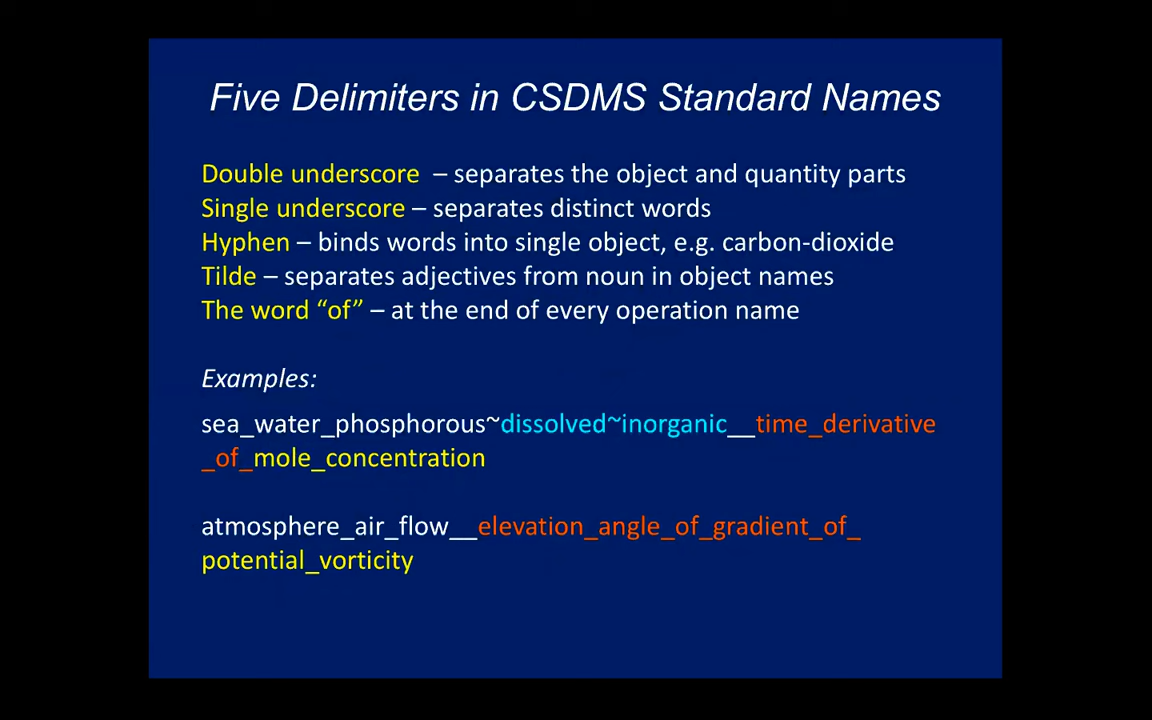 Five Delimiters in CSDMS Standard Names
Double underscore – separates the object and quantity parts
Single underscore – separates distinct words
Hyphen – binds words into single object, e.g. carbon-dioxide
Tilde – separates adjectives from noun in object names
The word “of” – at the end of every operation name
Examples:
sea_water_phosphorous~dissolved~inorganic__time_derivative
_of_mole_concentration
atmosphere_air_flow__elevation_angle_of_gradient_of_
potential_vorticity